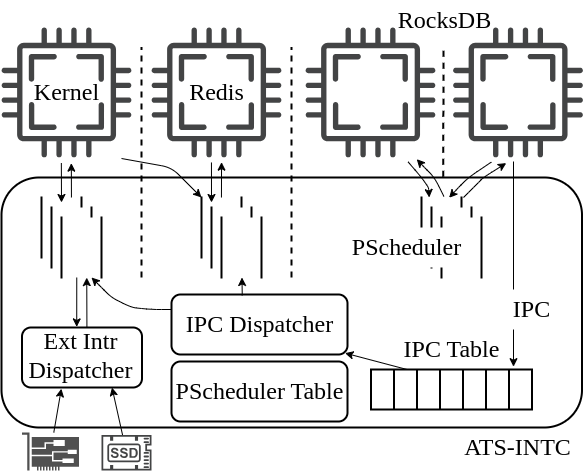 RocksDB
Kernel
Redis
PScheduler
IPC Dispatcher
IPC
Ext Intr
Dispatcher
IPC Table
PScheduler Table
ATS-INTC
SSD